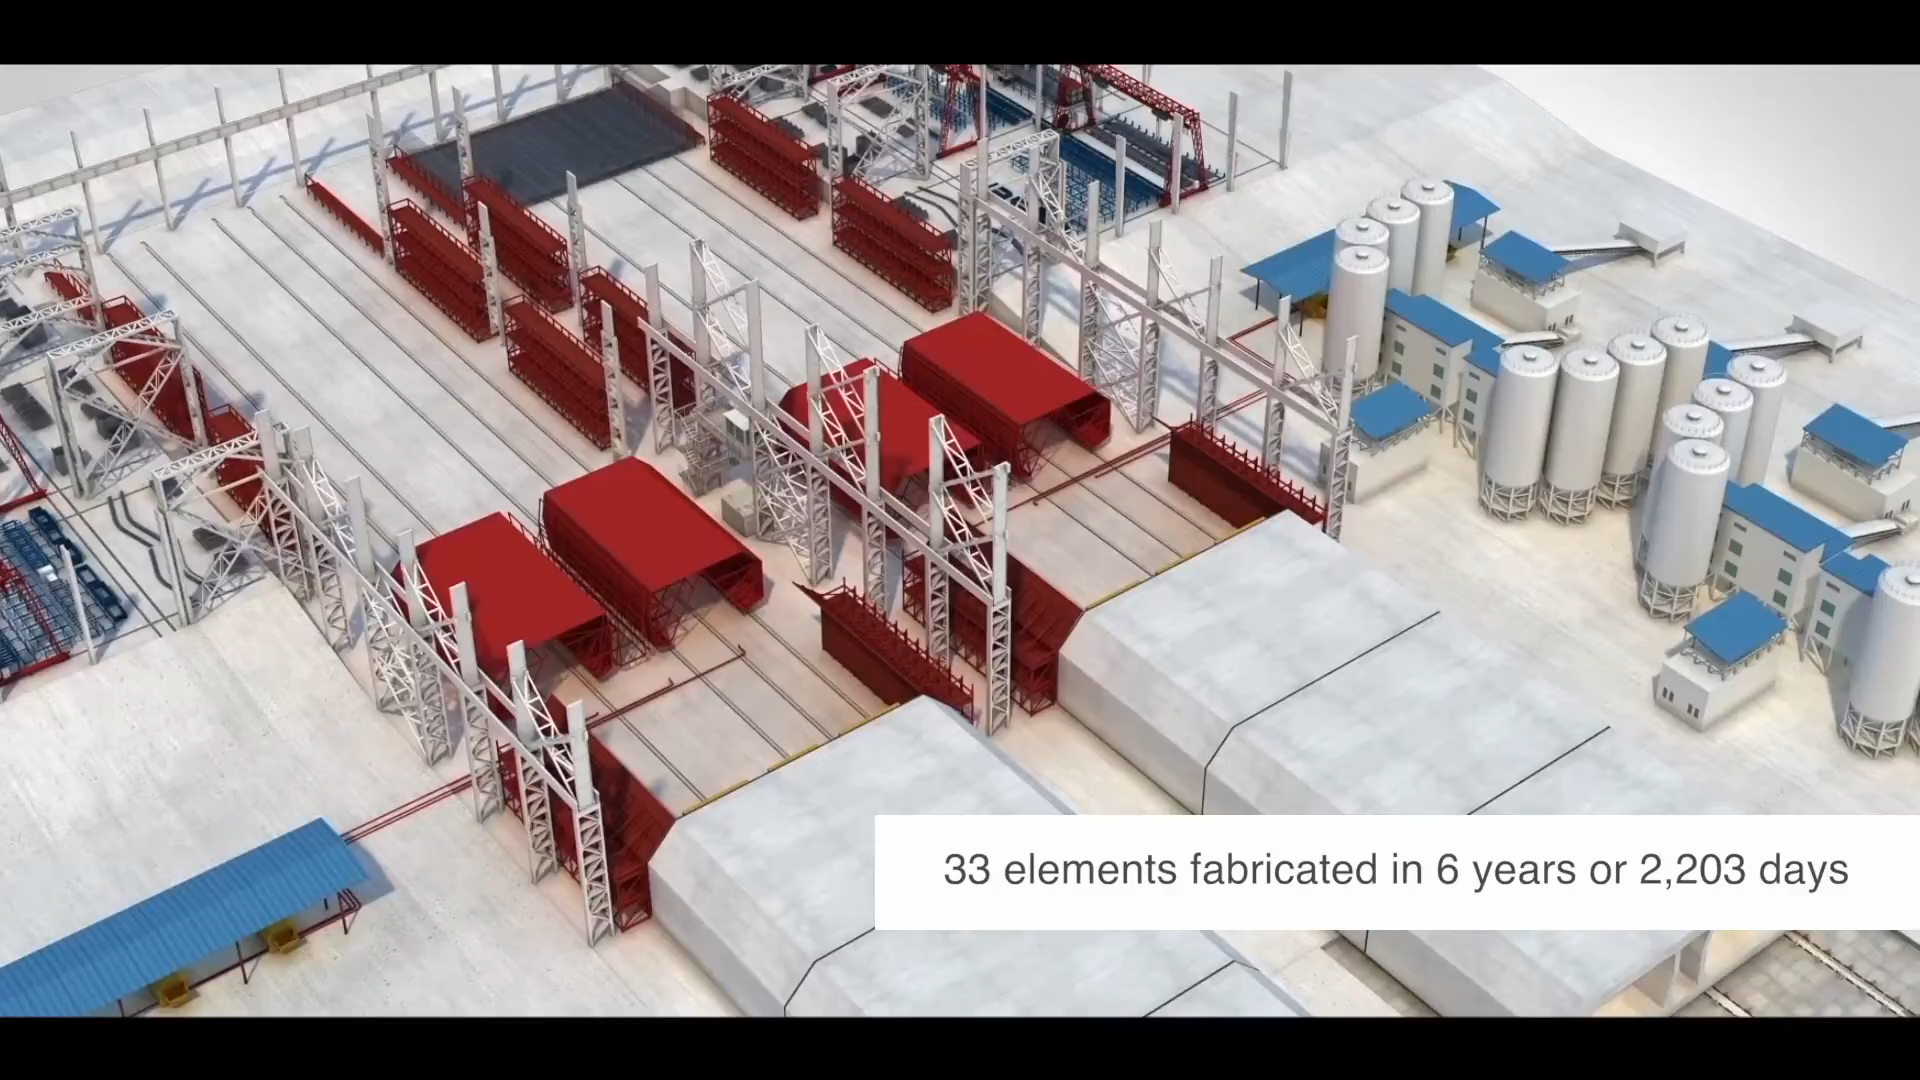 33 elements fabricated in 6 years or 2,203 days